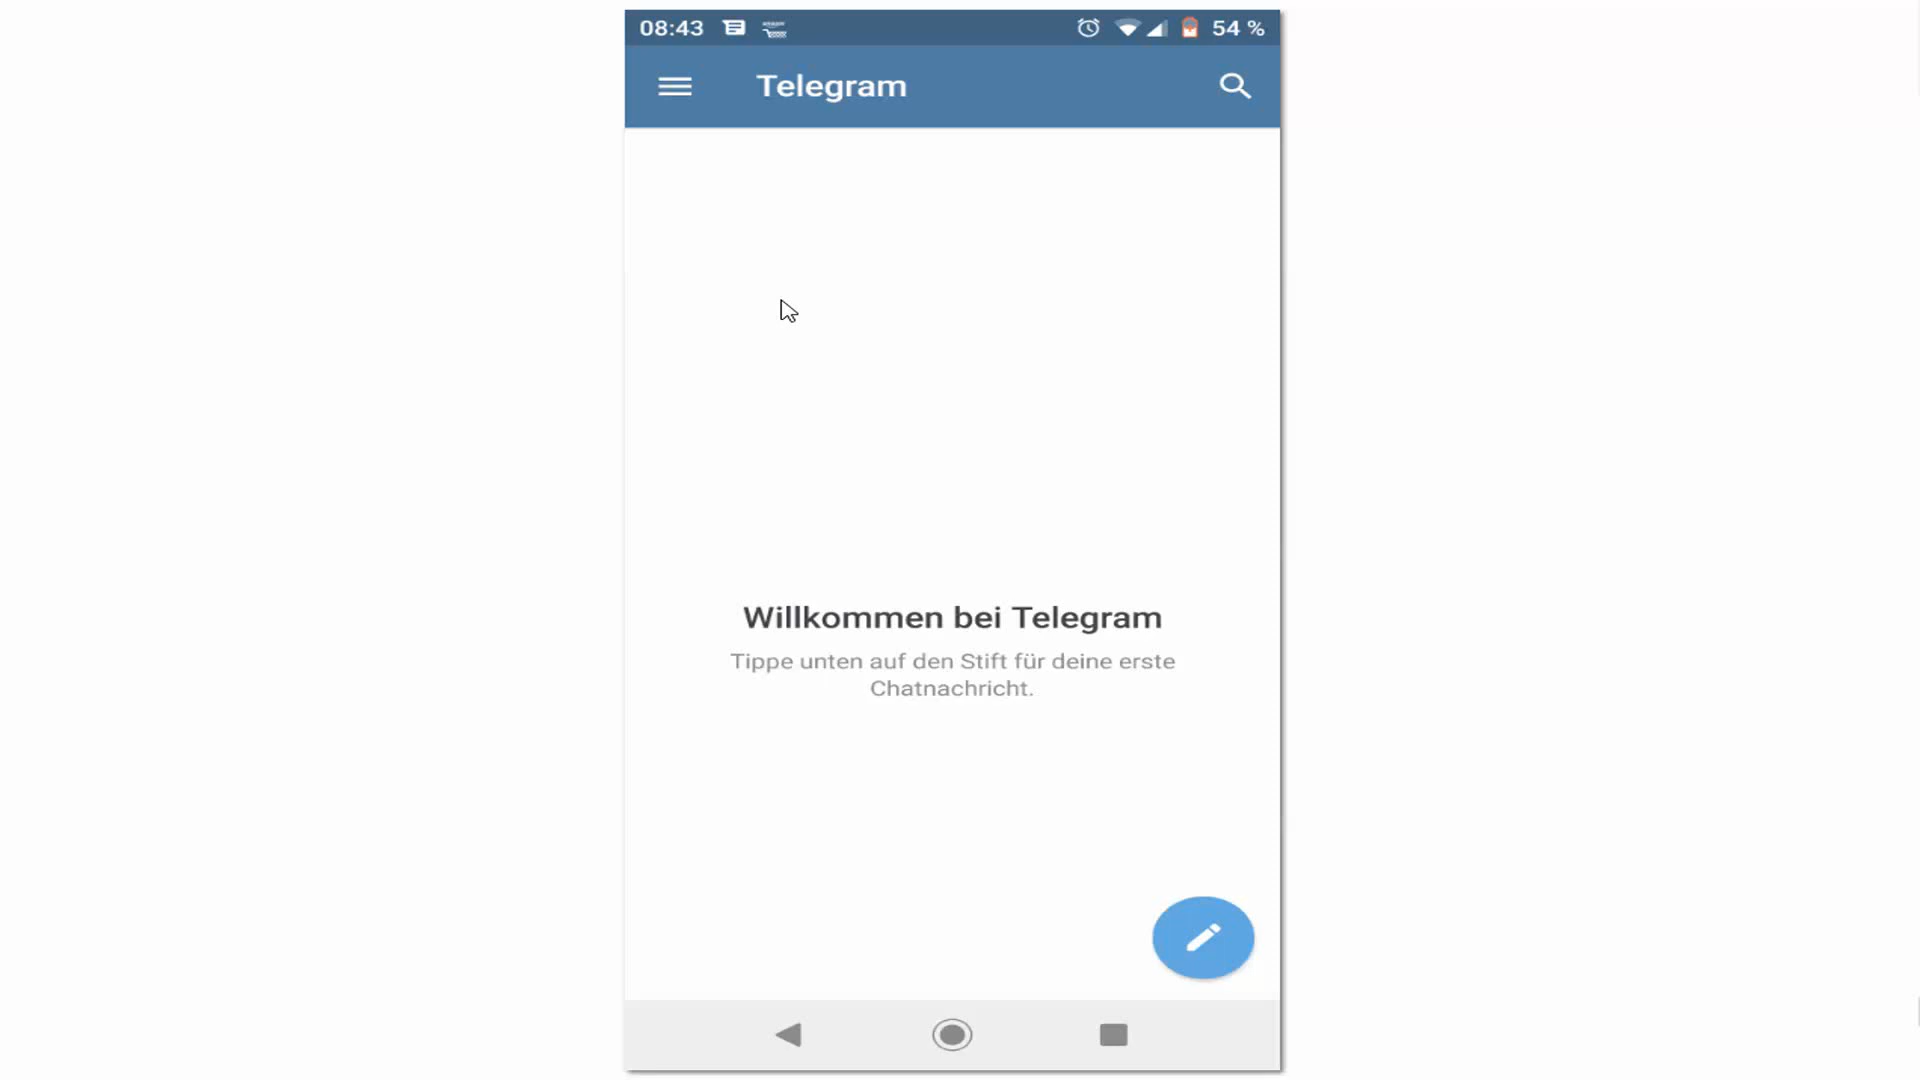 08:43 54 %
Telegram
Willkommen bei Telegram
Tippe unten auf den Stift für deine erste
Chatnachricht.